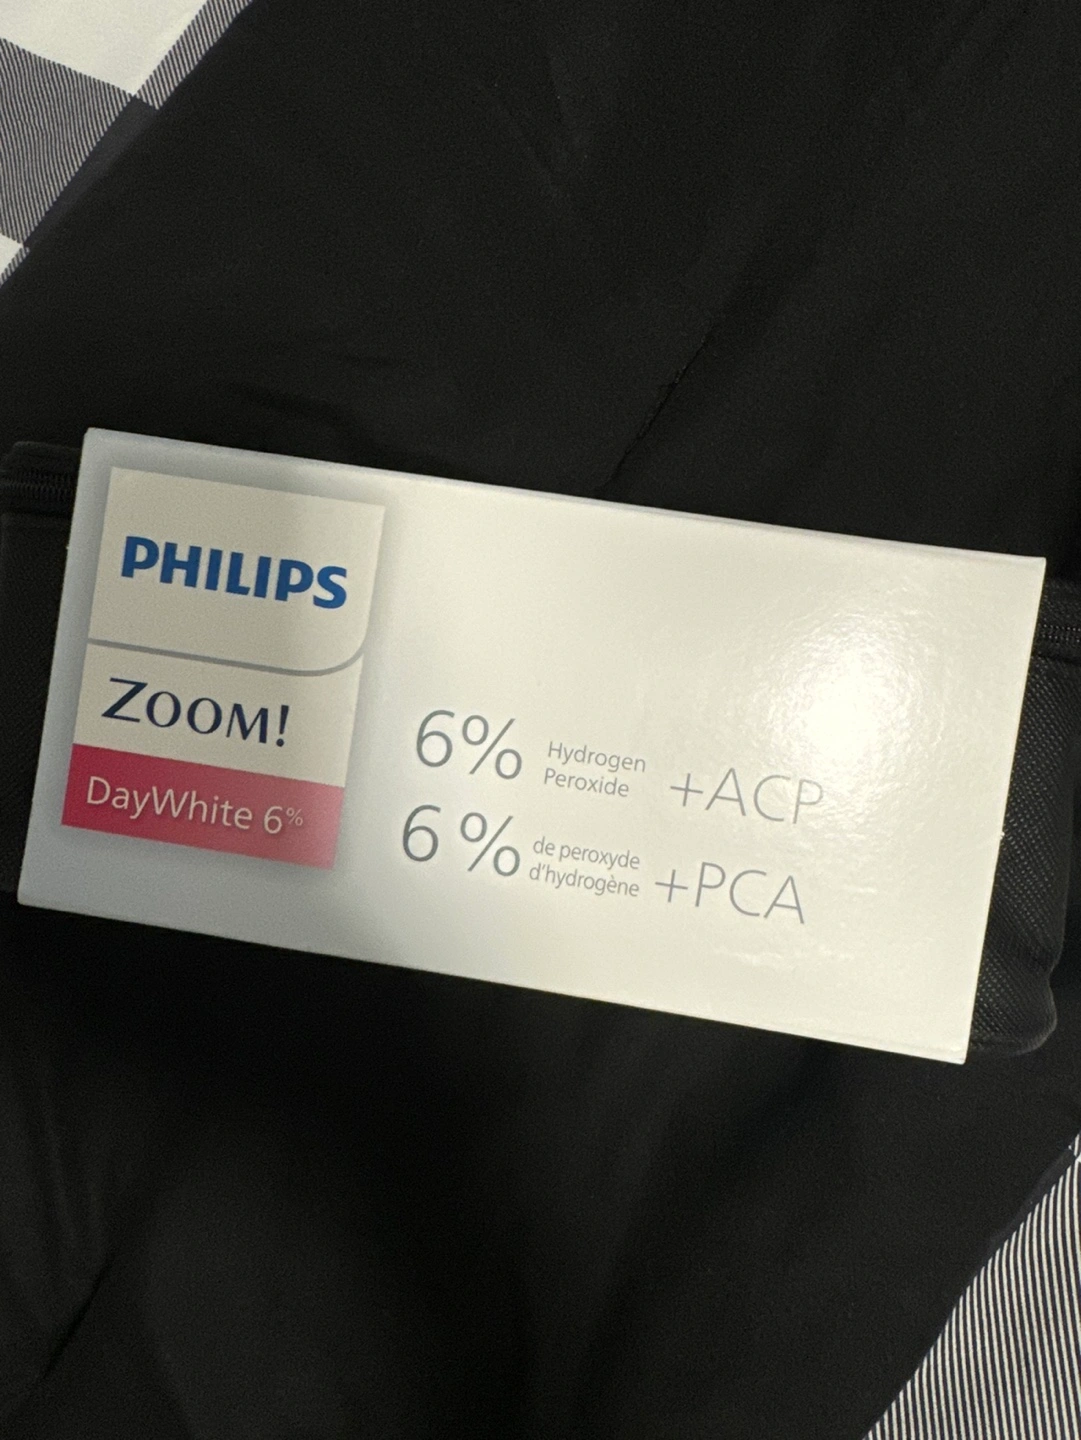 PHILIPS
ZOOM!
DayWhite 6%
6% Hydrogen
Peroxide +ACP
6 % de peroxyde
d'hydrogène +PCA